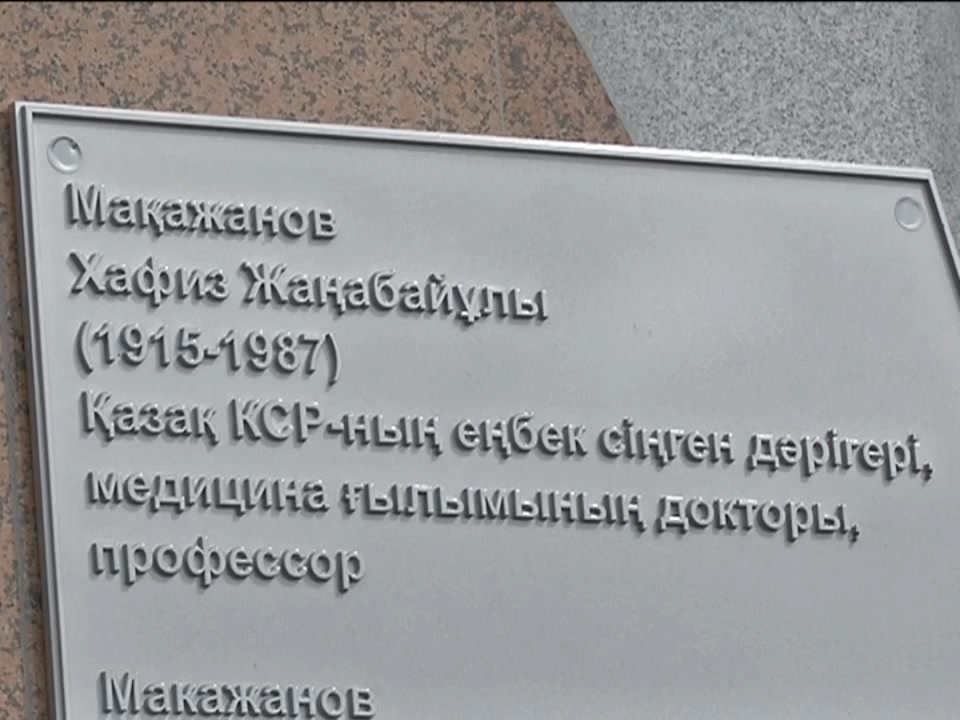 Мақажанов
Хафиз Жаңабайұлы
(1915-1987)
Қазақ КСР-ның еңбек сіңген дәрігері,
медицина ғылымының докторы,
профессор
Макажанов